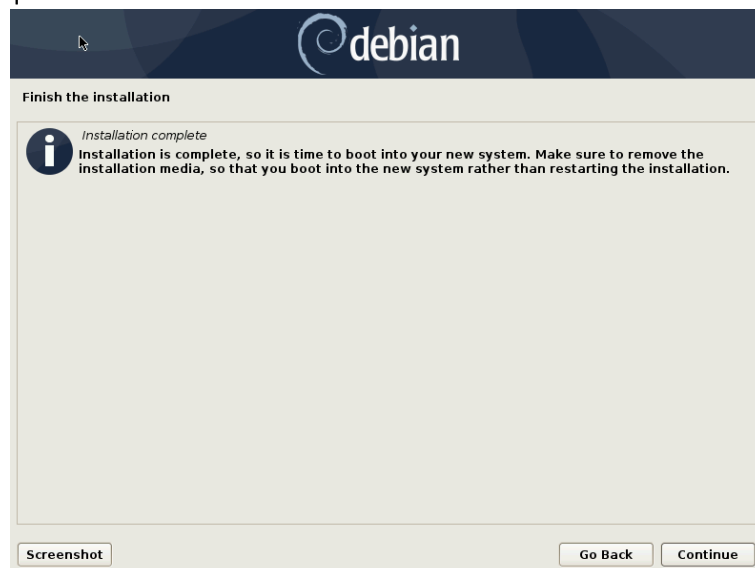 debian
Finish the installation
Installation complete
Installation is complete, so it is time to boot into your new system. Make sure to remove the
installation media, so that you boot into the new system rather than restarting the installation.
Screenshot
Go Back
Continue